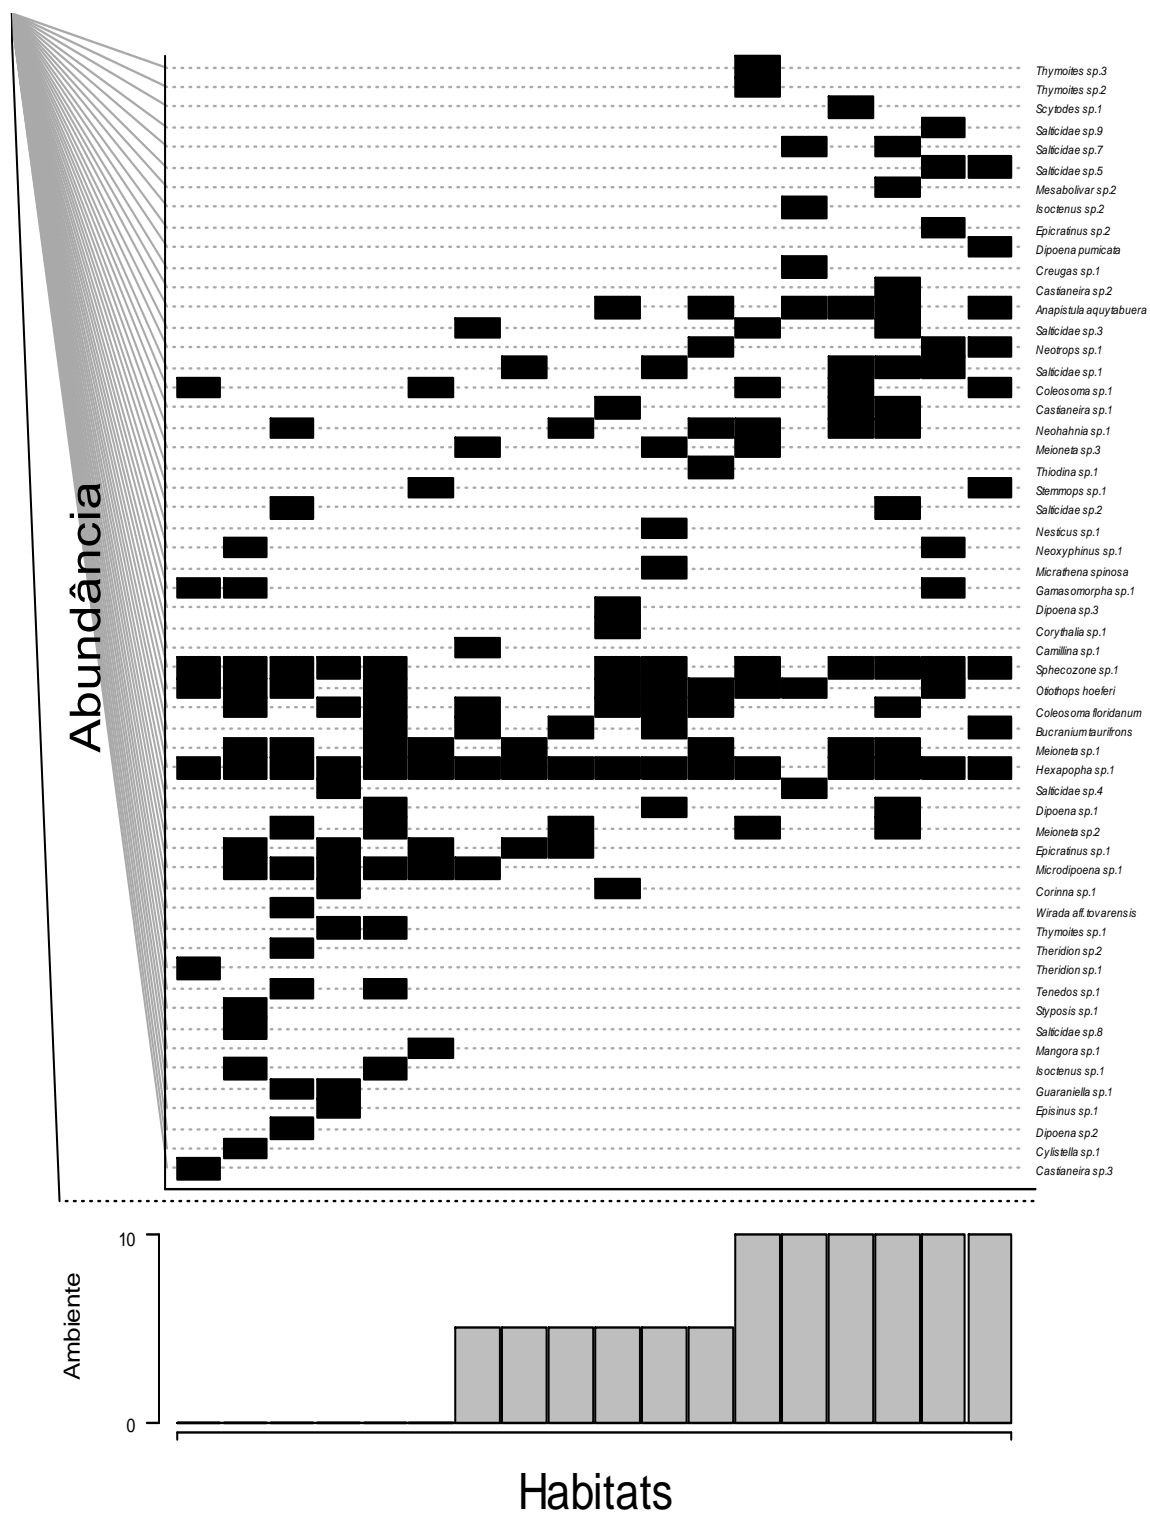 Thymoites sp.3
Thymoites sp.2
Scytodes sp.1
Salticidae sp.9
Salticidae sp.7
Salticidae sp.5
Mesabolivar sp.2
Isoctenus sp.2
Epicratinus sp.2
Dipoena pumicata
Creugas sp.1
Castianeira sp.2
Anapistula aquytabuera
Salticidae sp.3
Neotrops sp.1
Salticidae sp.1
Coleosoma sp.1
Castianeira sp.1
Neohahnia sp.1
Meioneta sp.3
Thiodina sp.1
Stemmops sp.1
Salticidae sp.2
Nesticus sp.1
Neoxyphinus sp.1
Micrathena spinosa
Gamasomorpha sp.1
Dipoena sp.3
Corythalia sp.1
Camillina sp.1
Sphecozone sp.1
Otiothops hoeferi
Coleosoma floridanum
Bucranium taurifrons
Meioneta sp.1
Hexapopha sp.1
Salticidae sp.4
Dipoena sp.1
Meioneta sp.2
Epicratinus sp.1
Microdipoena sp.1
Corinna sp.1
Wirada aff.tovarensis
Thymoites sp.1
Theridion sp.2
Theridion sp.1
Tenedos sp.1
Styposis sp.1
Salticidae sp.8
Mangora sp.1
Isoctenus sp.1
Guaraniella sp.1
Episinus sp.1
Dipoena sp.2
Cylistella sp.1
Castianeira sp.3
Abundância
10
Ambiente
0
Habitats